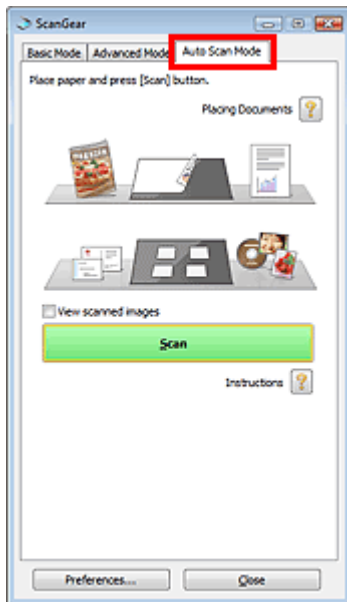 ScanGear
Basic Mode Advanced Mode Auto Scan Mode
Place paper and press [Scan] button.
Placing Documents
View scanned images
Scan
Instructions
Preferences... Close